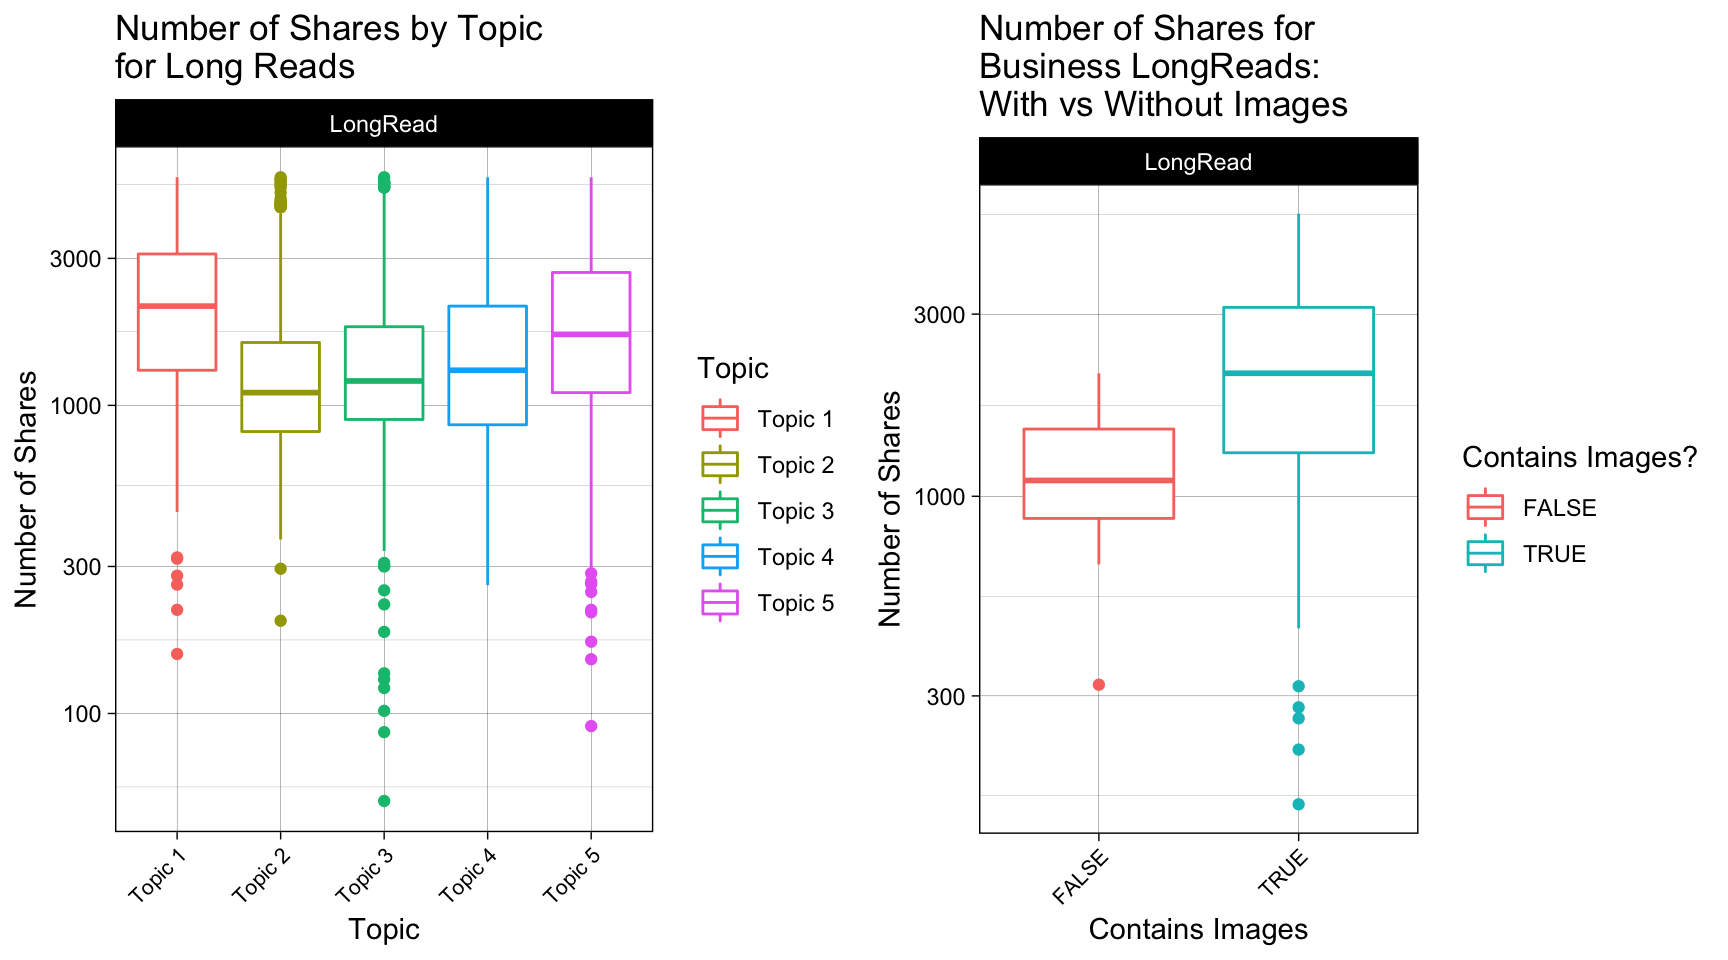 Number of Shares by Topic
for Long Reads
LongRead
Number of Shares
3000
1000
300
100
Topic 1
Topic 2
Topic 3
Topic 4
Topic 5
Topic
Topic
Topic 1
Topic 2
Topic 3
Topic 4
Topic 5
Number of Shares for
Business LongReads:
With vs Without Images
LongRead
Number of Shares
3000
1000
300
FALSE
TRUE
Contains Images
Contains Images?
FALSE
TRUE